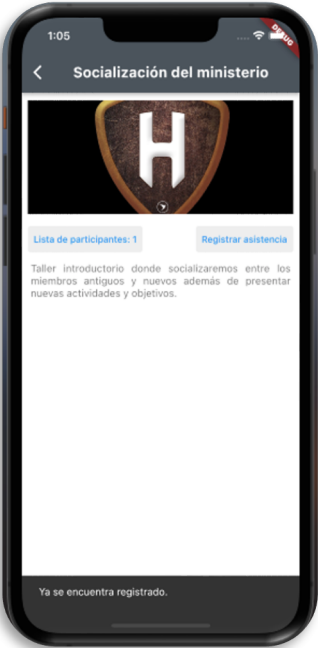 1:05
DEBUG
Socialización del ministerio
H
Lista de participantes: 1
Registrar asistencia
Taller introductorio donde socializaremos entre los
miembros antiguos y nuevos además de presentar
nuevas actividades y objetivos.
Ya se encuentra registrado.